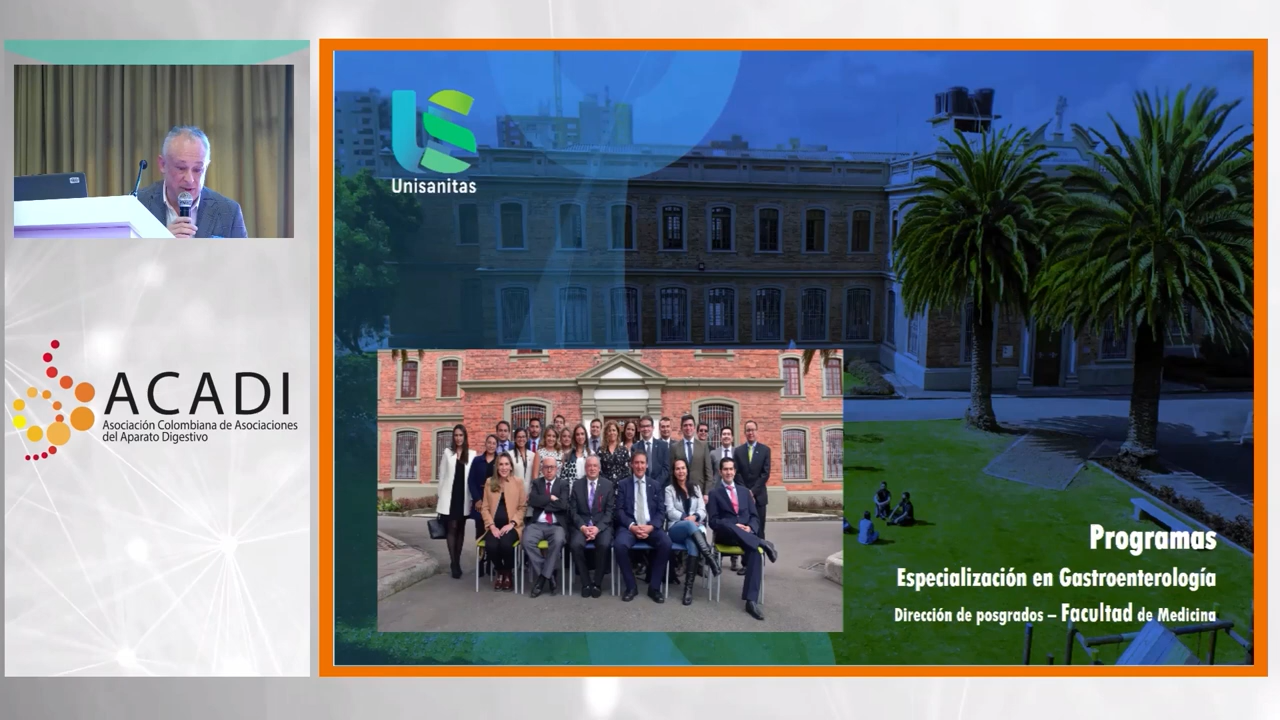 ACADI
Asociación Colombiana de Asociaciones
del Aparato Digestivo
Unisanitas
Programas
Especialización en Gastroenterología
Dirección de posgrados – Facultad de Medicina